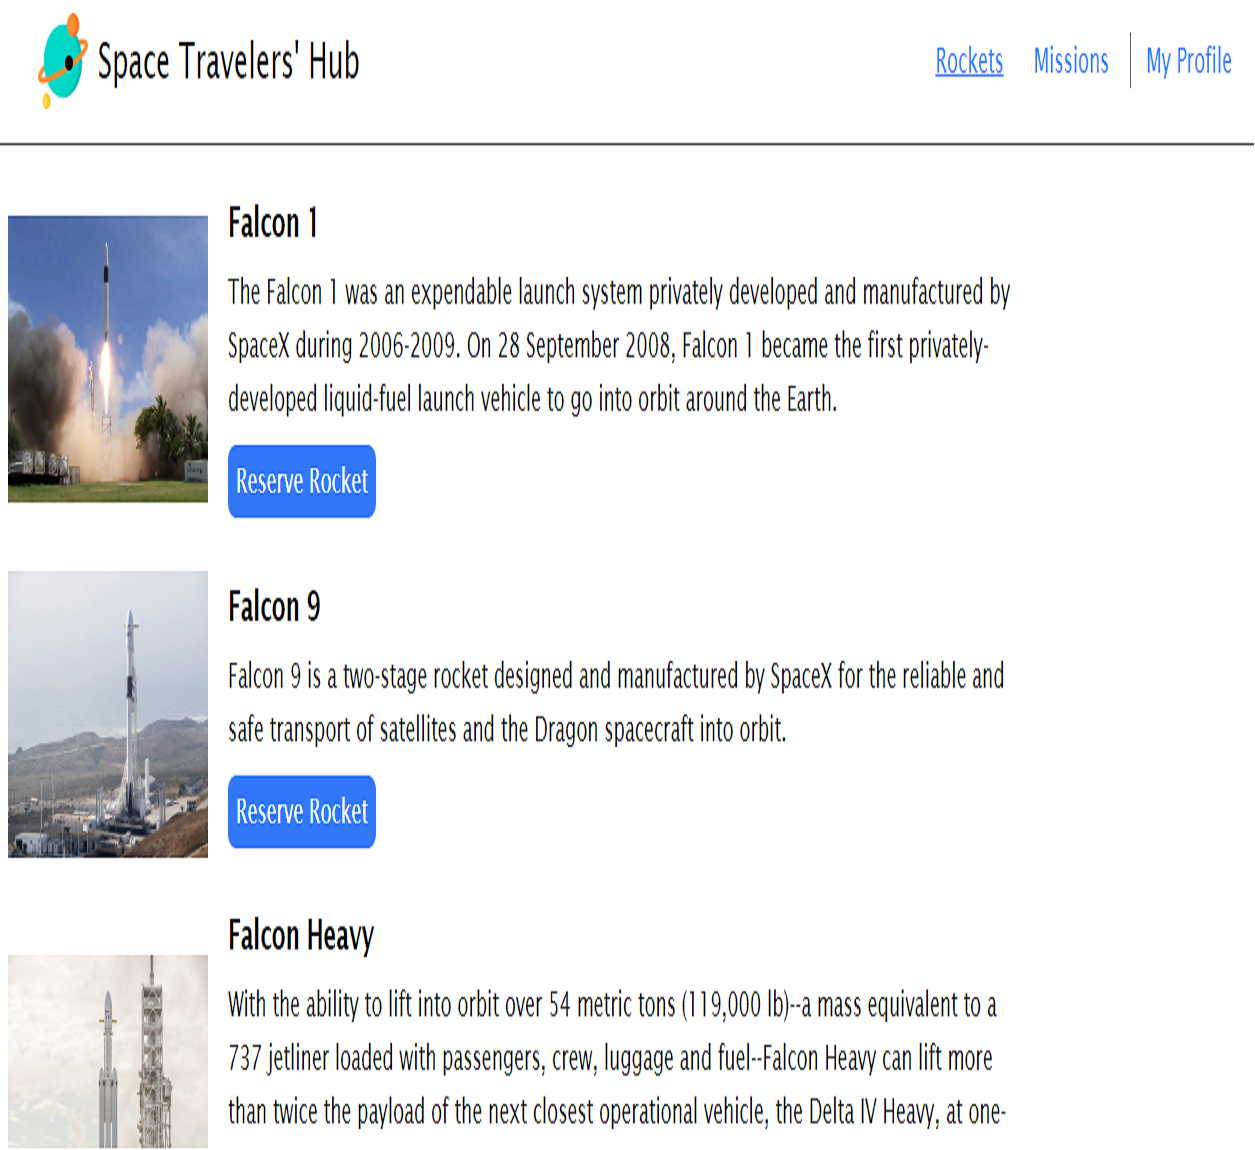 Space Travelers' Hub
Rockets Missions My Profile
Falcon 1
The Falcon 1 was an expendable launch system privately developed and manufactured by
SpaceX during 2006-2009. On 28 September 2008, Falcon 1 became the first privately-
developed liquid-fuel launch vehicle to go into orbit around the Earth.
Reserve Rocket
Falcon 9
Falcon 9 is a two-stage rocket designed and manufactured by SpaceX for the reliable and
safe transport of satellites and the Dragon spacecraft into orbit.
Reserve Rocket
Falcon Heavy
With the ability to lift into orbit over 54 metric tons (119,000 lb)--a mass equivalent to a
737 jetliner loaded with passengers, crew, luggage and fuel--Falcon Heavy can lift more
than twice the payload of the next closest operational vehicle, the Delta IV Heavy, at one-